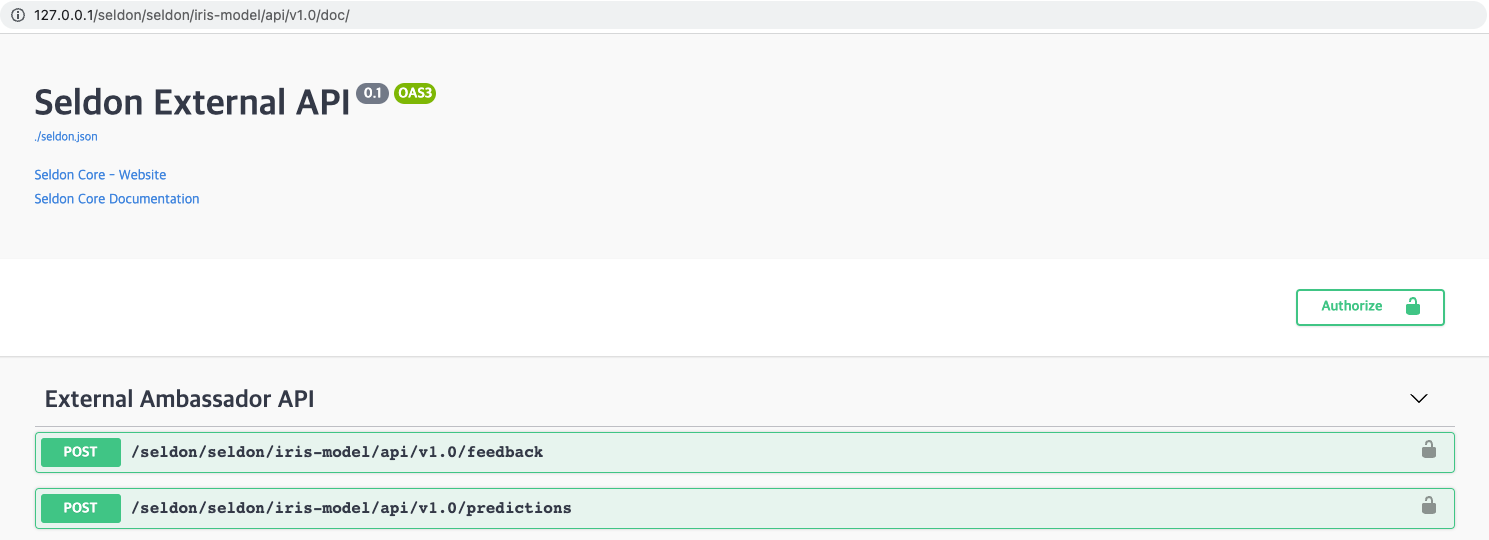 127.0.0.1/seldon/seldon/iris-model/api/v1.0/doc/
Seldon External API 0.1 OAS3
./seldon.json
Seldon Core - Website
Seldon Core Documentation
Authorize
External Ambassador API
POST /seldon/seldon/iris-model/api/v1.0/feedback
POST /seldon/seldon/iris-model/api/v1.0/predictions